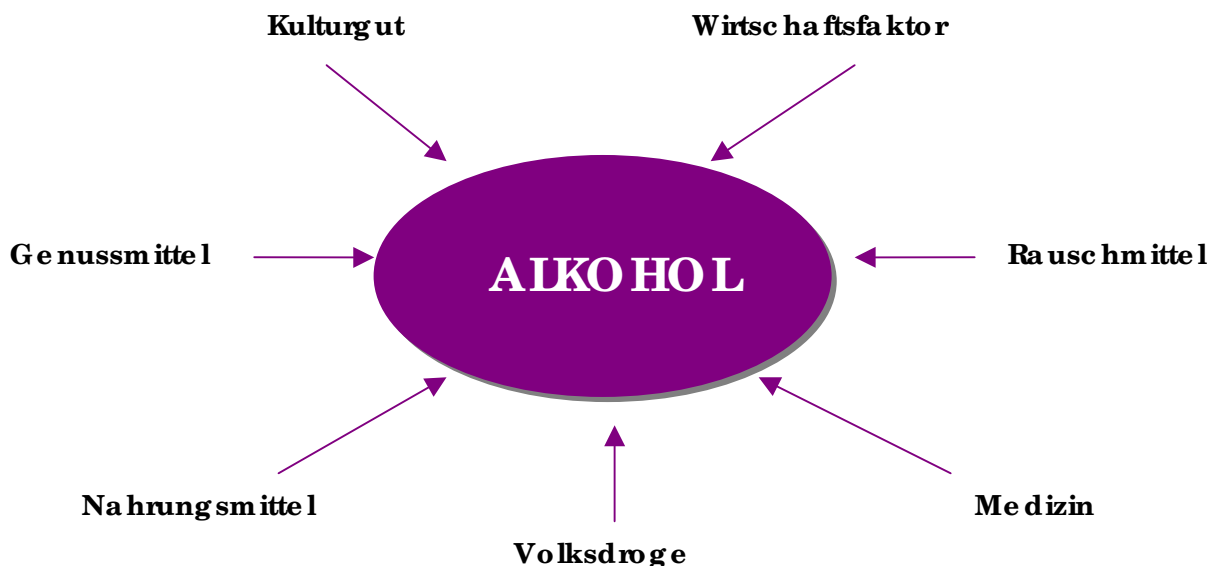 Kulturgut
Wirtschaftsfaktor
Genussmittel
ALKOHOL
Rauschmittel
Nahrungsmittel
Medizin
Volksdroge